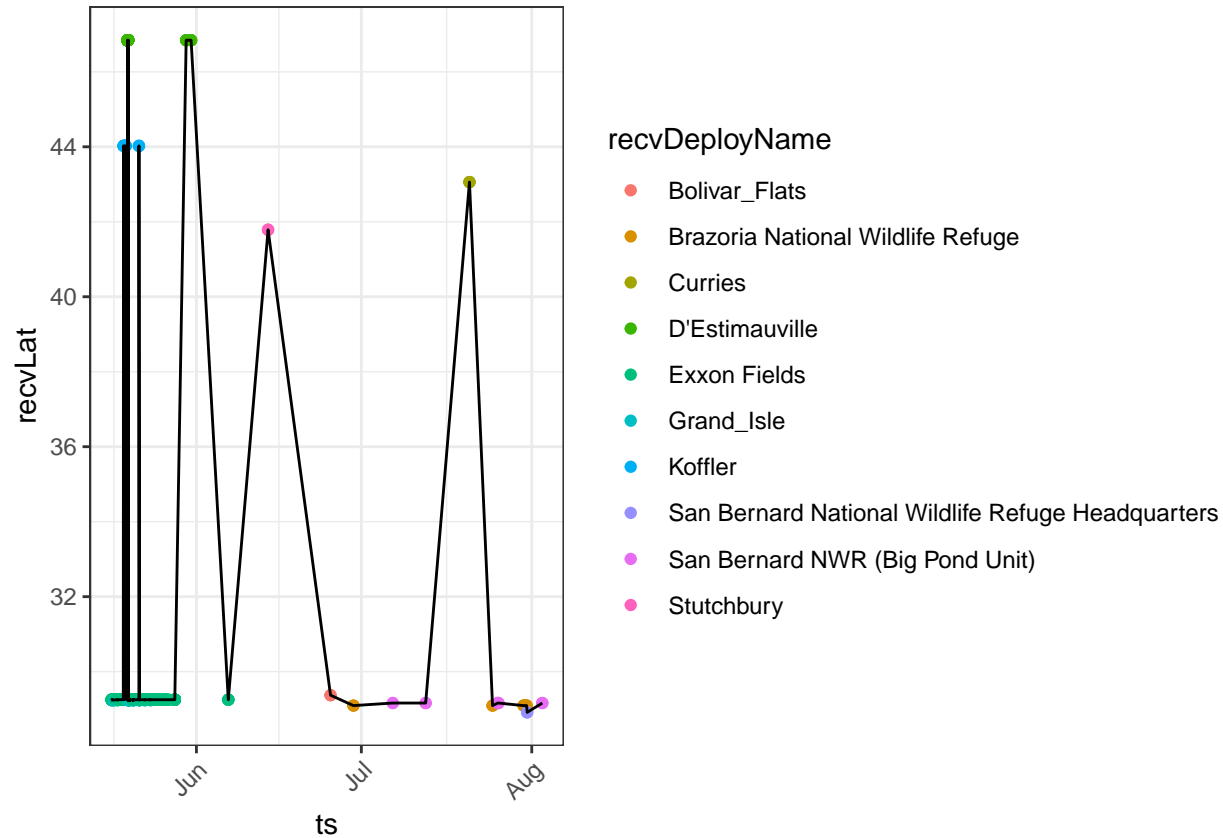 44
40
36
32
recvLat
Jun
Jul
Aug
ts
recvDeployName
Bolivar_Flats
Brazoria National Wildlife Refuge
Curries
D'Estimauville
Exxon Fields
Grand_Isle
Koffler
San Bernard National Wildlife Refuge Headquarters
San Bernard NWR (Big Pond Unit)
Stutchbury